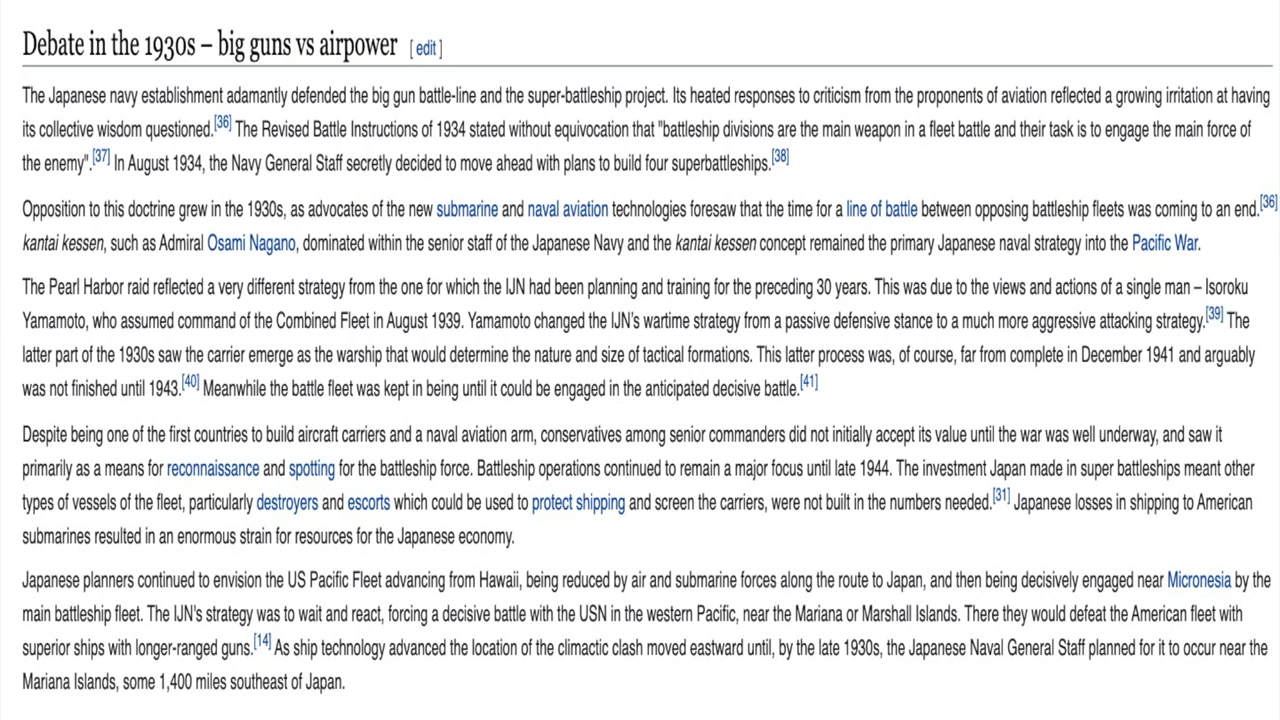 Debate in the 1930s – big guns vs airpower [ edit ]
The Japanese navy establishment adamantly defended the big gun battle-line and the super-battleship project. Its heated responses to criticism from the proponents of aviation reflected a growing irritation at having
its collective wisdom questioned.[36] The Revised Battle Instructions of 1934 stated without equivocation that "battleship divisions are the main weapon in a fleet battle and their task is to engage the main force of
the enemy".[37] In August 1934, the Navy General Staff secretly decided to move ahead with plans to build four superbattleships.[38]
Opposition to this doctrine grew in the 1930s, as advocates of the new submarine and naval aviation technologies foresaw that the time for a line of battle between opposing battleship fleets was coming to an end.[36]
kantai kessen, such as Admiral Osami Nagano, dominated within the senior staff of the Japanese Navy and the kantai kessen concept remained the primary Japanese naval strategy into the Pacific War.
The Pearl Harbor raid reflected a very different strategy from the one for which the IJN had been planning and training for the preceding 30 years. This was due to the views and actions of a single man – Isoroku
Yamamoto, who assumed command of the Combined Fleet in August 1939. Yamamoto changed the IJN's wartime strategy from a passive defensive stance to a much more aggressive attacking strategy.[39] The
latter part of the 1930s saw the carrier emerge as the warship that would determine the nature and size of tactical formations. This latter process was, of course, far from complete in December 1941 and arguably
was not finished until 1943.[40] Meanwhile the battle fleet was kept in being until it could be engaged in the anticipated decisive battle.[41]
Despite being one of the first countries to build aircraft carriers and a naval aviation arm, conservatives among senior commanders did not initially accept its value until the war was well underway, and saw it
primarily as a means for reconnaissance and spotting for the battleship force. Battleship operations continued to remain a major focus until late 1944. The investment Japan made in super battleships meant other
types of vessels of the fleet, particularly destroyers and escorts which could be used to protect shipping and screen the carriers, were not built in the numbers needed.[31] Japanese losses in shipping to American
submarines resulted in an enormous strain for resources for the Japanese economy.
Japanese planners continued to envision the US Pacific Fleet advancing from Hawaii, being reduced by air and submarine forces along the route to Japan, and then being decisively engaged near Micronesia by the
main battleship fleet. The IJN's strategy was to wait and react, forcing a decisive battle with the USN in the western Pacific, near the Mariana or Marshall Islands. There they would defeat the American fleet with
superior ships with longer-ranged guns.[14] As ship technology advanced the location of the climactic clash moved eastward until, by the late 1930s, the Japanese Naval General Staff planned for it to occur near the
Mariana Islands, some 1,400 miles southeast of Japan.